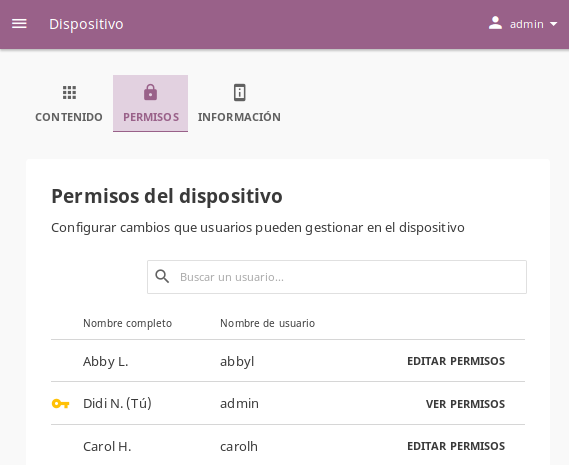 Dispositivo
admin
CONTENIDO
PERMISOS
INFORMACIÓN
Permisos del dispositivo
Configurar cambios que usuarios pueden gestionar en el dispositivo
Buscar un usuario...
Nombre completo Nombre de usuario
Abby L. abbyl EDITAR PERMISOS
Didi N. (Tú) admin VER PERMISOS
Carol H. carolh EDITAR PERMISOS